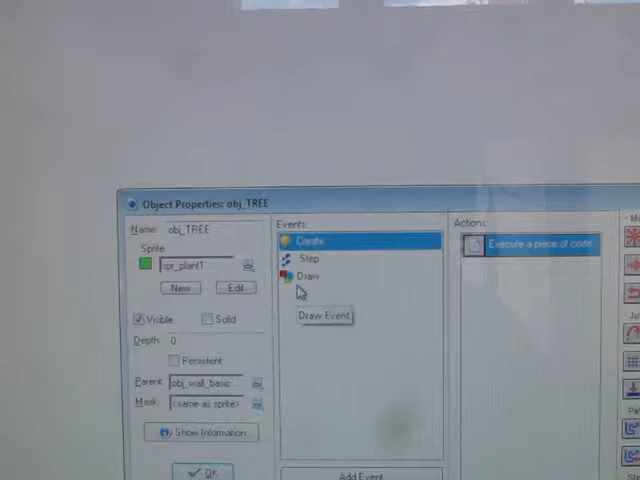 Object Properties: obj_TREE
Name: obj_TREE
Sprite
spr_plant1
New Edit
Visible Solid
Depth: 0
Persistent
Parent: obj_wall_basic
Mask: <same as sprite>
Show Information
OK
Events:
Create
Step
Draw
Draw Event
Add Event
Actions:
Execute a piece of code